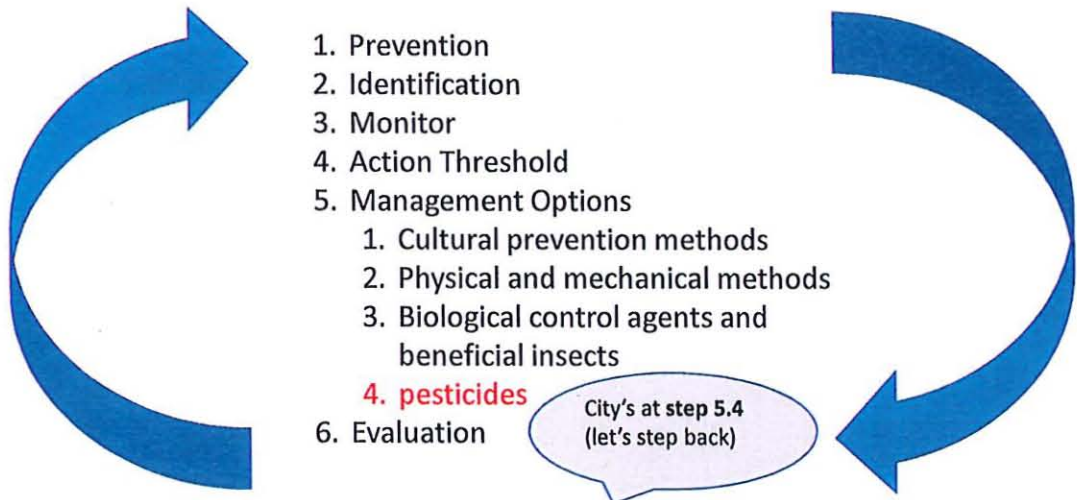 1. Prevention
2. Identification
3. Monitor
4. Action Threshold
5. Management Options
1. Cultural prevention methods
2. Physical and mechanical methods
3. Biological control agents and
beneficial insects
4. pesticides
6. Evaluation
City's at step 5.4
(let's step back)